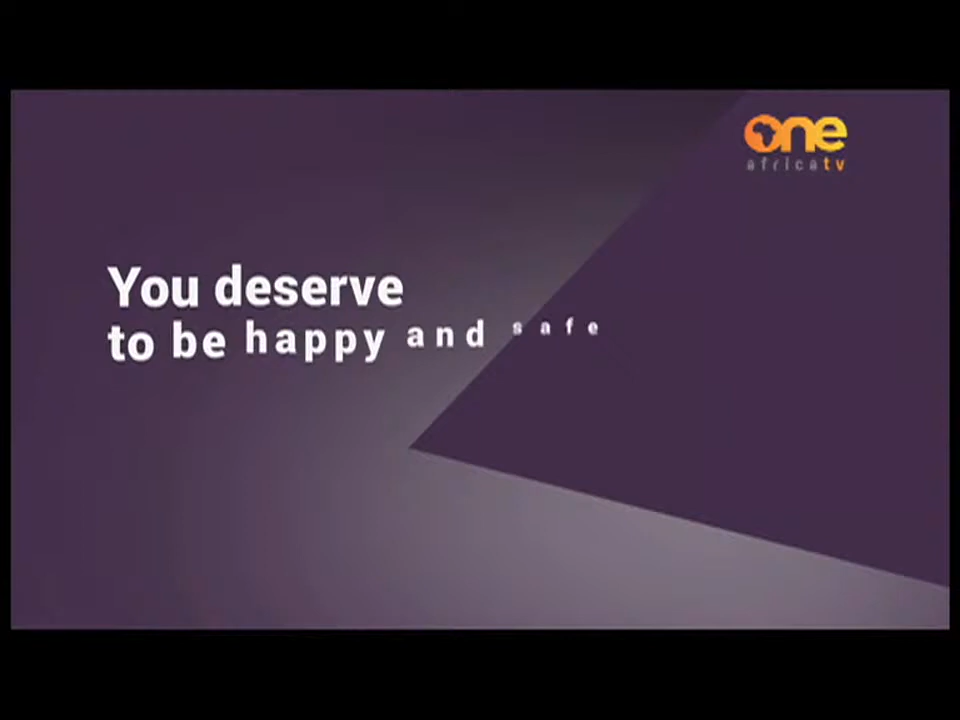 one
africatv
You deserve
to be happy and safe